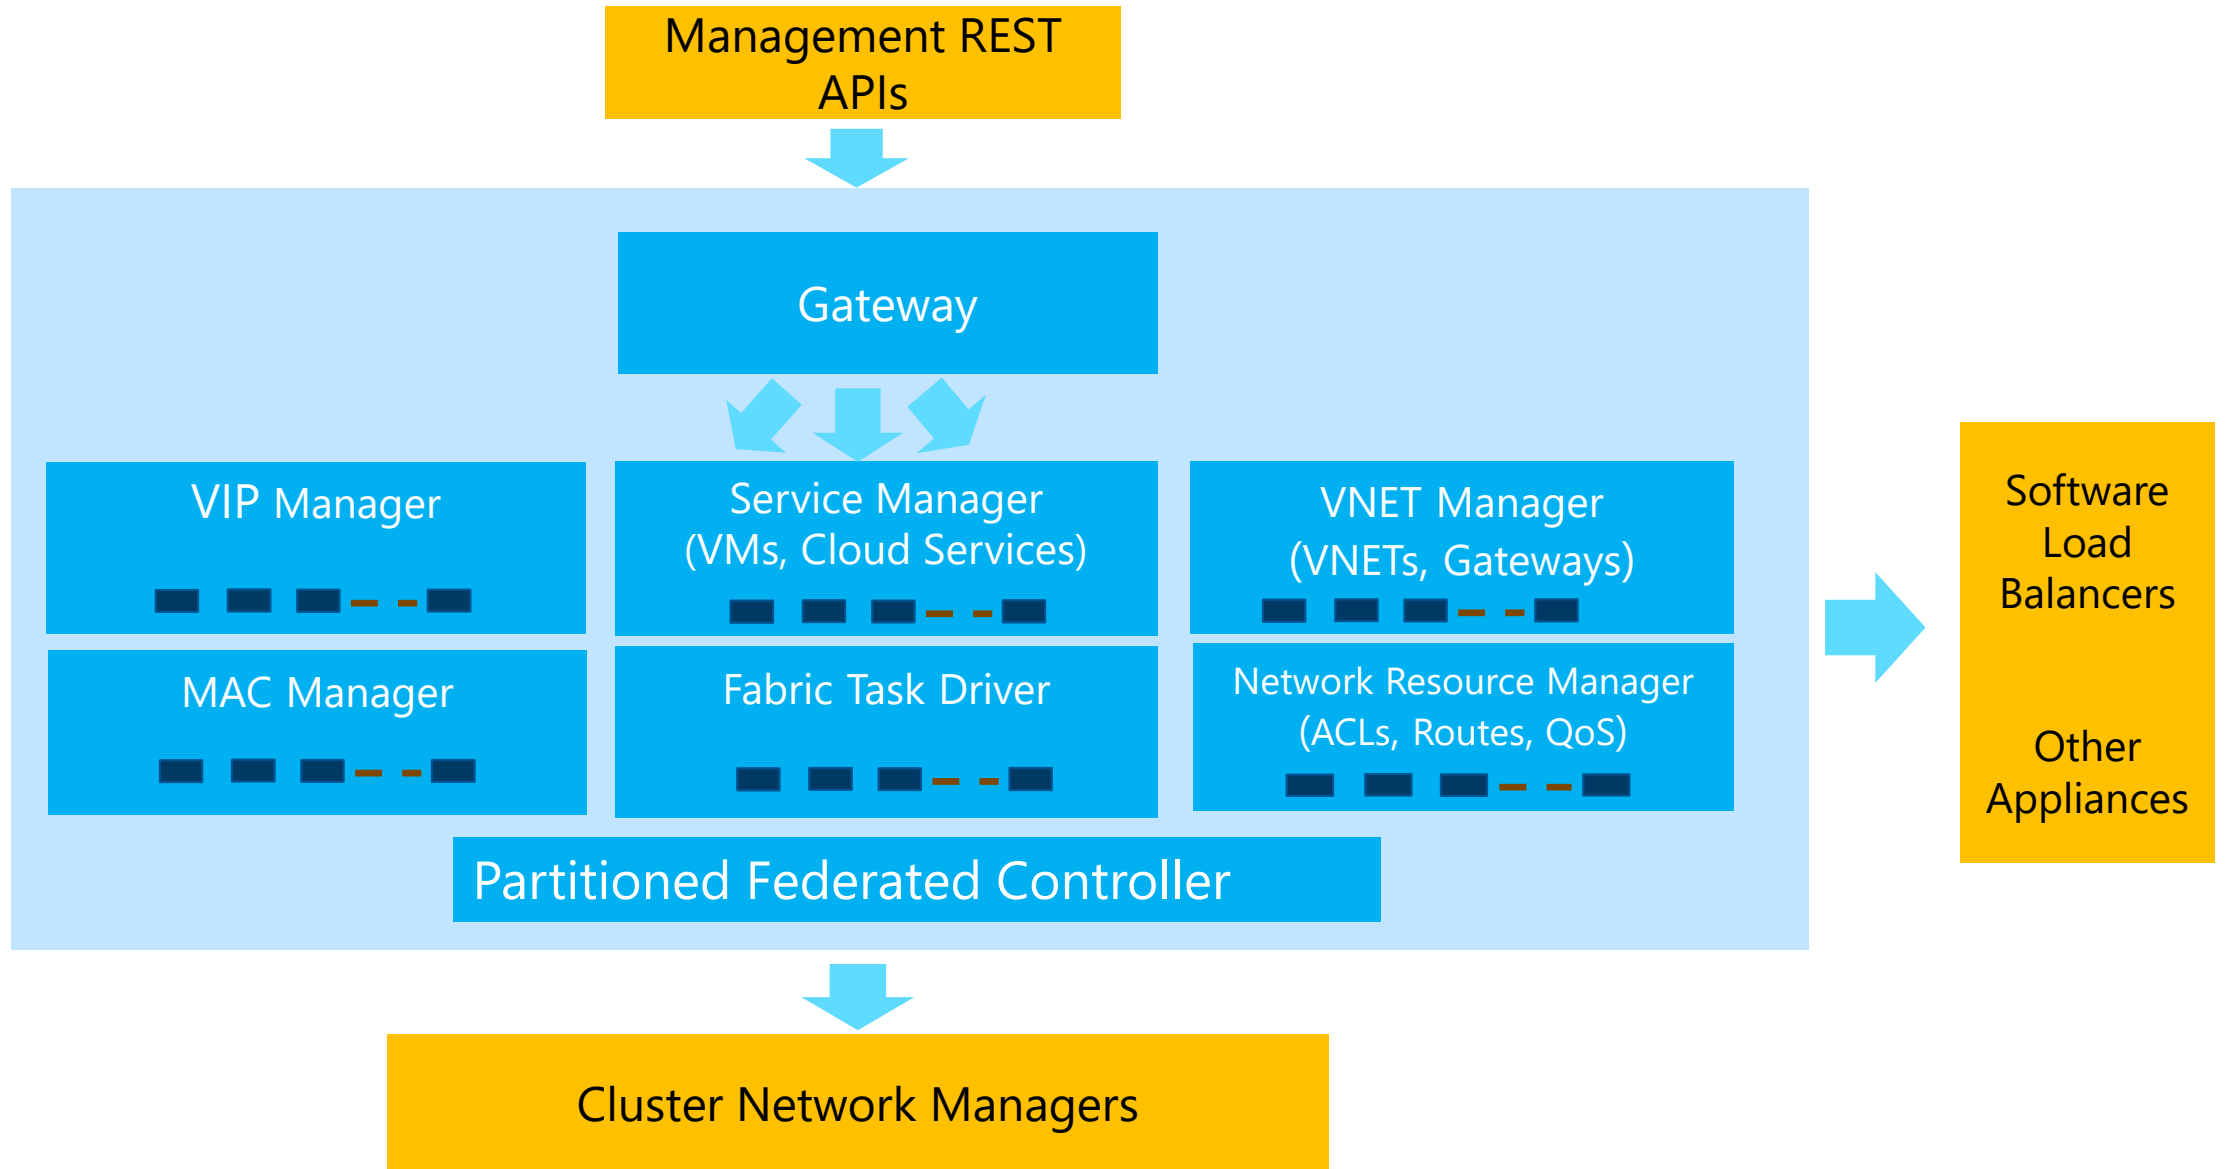 Management REST
APIs
Gateway
VIP Manager
Service Manager
(VMs, Cloud Services)
VNET Manager
(VNETs, Gateways)
MAC Manager
Fabric Task Driver
Network Resource Manager
(ACLs, Routes, QoS)
Partitioned Federated Controller
Software
Load
Balancers
Other
Appliances
Cluster Network Managers